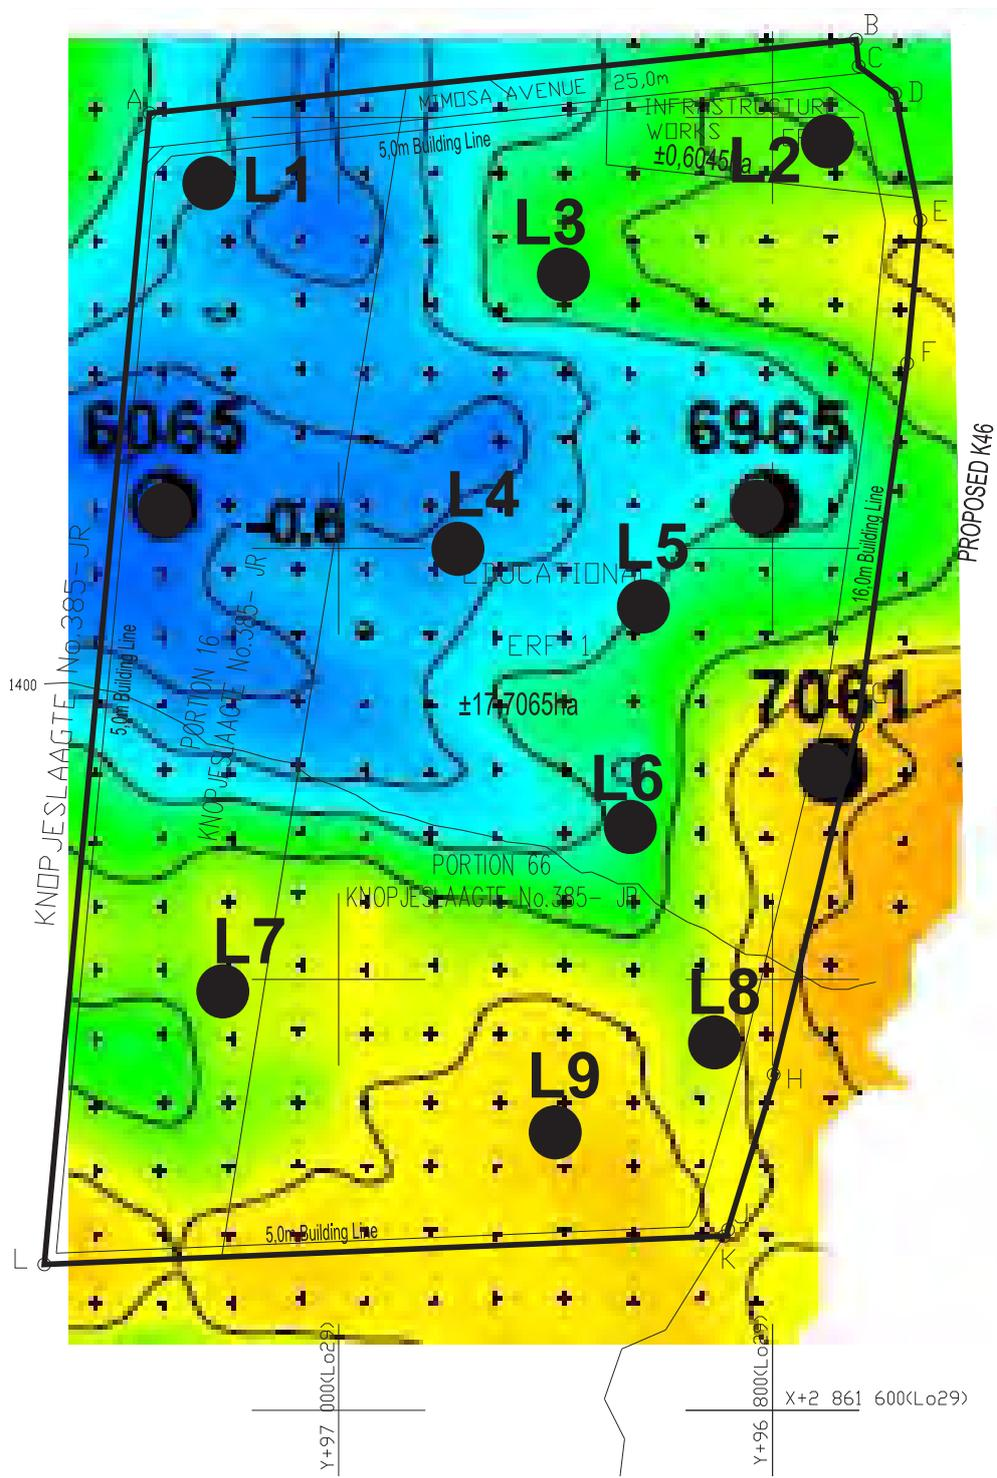 B
C
A
MIMOSA AVENUE 25,0m
D
INFRASTRUCTURE
WORKS
±0,6045ha
5,0m Building Line
L1
L2
L3
E
F
6065
6965
PROPOSED K46
L4
-0.6
L5
16,0m Building Line
EDUCATIONAL
ERF 1
KNOPJESLAAGTE No.385-JR
5,0m Building Line
PORTION 16
KNOPJESLAAGTE No.385- JR
1400
±17,7065ha
7061
L6
PORTION 66
KNOPJESLAAGTE No.385- JR
L7
L8
H
L9
5,0m Building Line
J
L
K
Y+97 000(Lo29)
Y+96 800(Lo29)
X+2 861 600(Lo29)